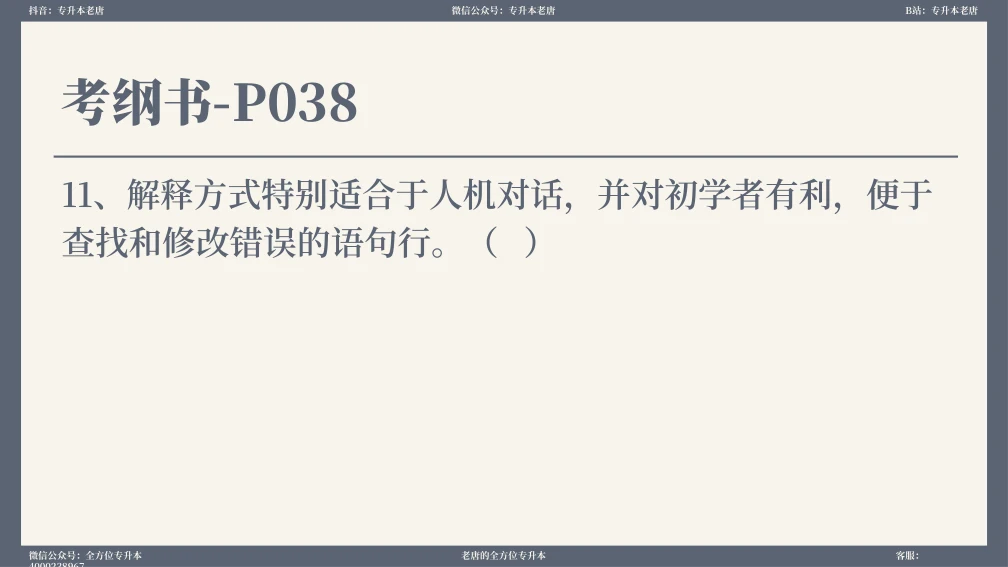 抖音：专升本老唐
微信公众号：专升本老唐
B站：专升本老唐
考纲书-P038
11、解释方式特别适合于人机对话，并对初学者有利，便于
查找和修改错误的语句行。（ ）
微信公众号：全方位专升本
老唐的全方位专升本
客服：
4000238967